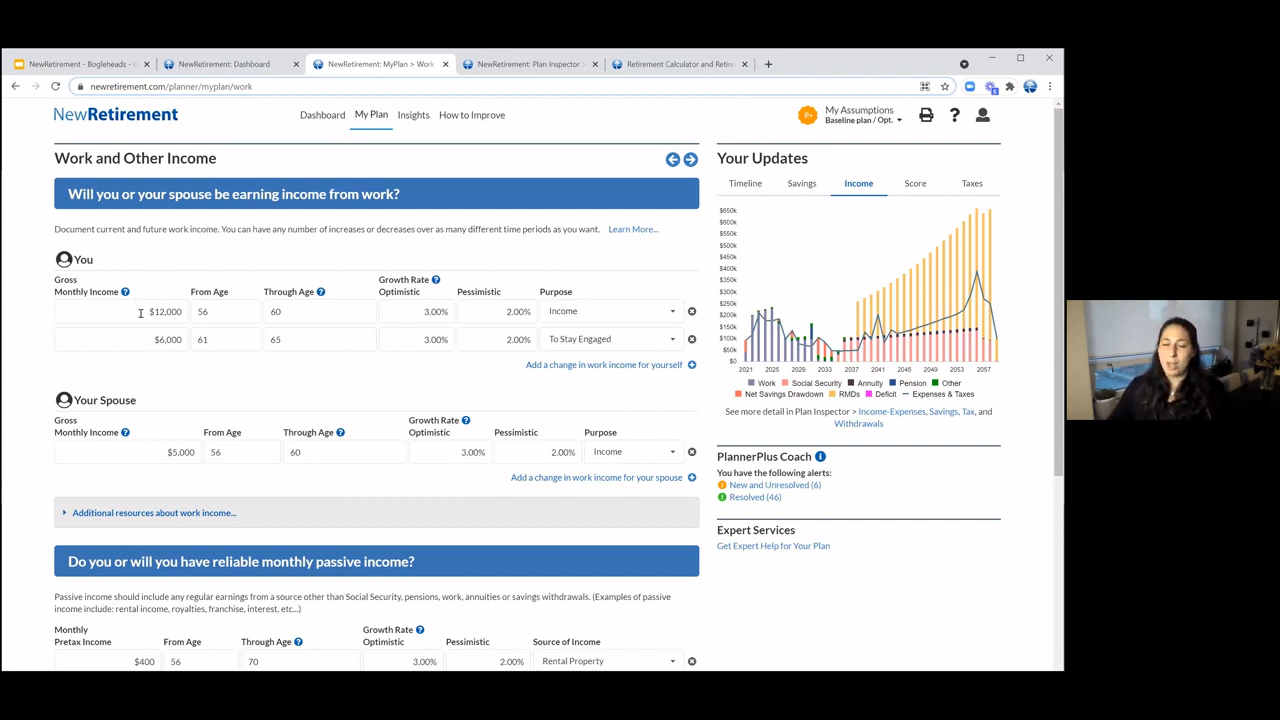 NewRetirement - Bogleheads - G
NewRetirement: Dashboard
NewRetirement: MyPlan > Work
NewRetirement: Plan Inspector >
Retirement Calculator and Retire
newretirement.com/planner/myplan/work
NewRetirement
Dashboard My Plan Insights How to Improve
P+
My Assumptions
Baseline plan / Opt.
Work and Other Income
Will you or your spouse be earning income from work?
Document current and future work income. You can have any number of increases or decreases over as many different time periods as you want. Learn More...
You
Gross Growth Rate
Monthly Income From Age Through Age Optimistic Pessimistic Purpose
$12,000 56 60 3.00% 2.00% Income
$6,000 61 65 3.00% 2.00% To Stay Engaged
Add a change in work income for yourself
Your Spouse
Gross Growth Rate
Monthly Income From Age Through Age Optimistic Pessimistic Purpose
$5,000 56 60 3.00% 2.00% Income
Add a change in work income for your spouse
Additional resources about work income...
Do you or will you have reliable monthly passive income?
Passive income should include any regular earnings from a source other than Social Security, pensions, work, annuities or savings withdrawals. (Examples of passive
income include: rental income, royalties, franchise, interest, etc...)
Monthly Growth Rate
Pretax Income From Age Through Age Optimistic Pessimistic Source of Income
$400 56 70 3.00% 2.00% Rental Property
Your Updates
Timeline Savings Income Score Taxes
$650k
$600k
$550k
$500k
$450k
$400k
$350k
$300k
$250k
$200k
$150k
$100k
$50k
$0
2021 2025 2029 2033 2037 2041 2045 2049 2053 2057
Work Social Security Annuity Pension Other
Net Savings Drawdown RMDs Deficit Expenses & Taxes
See more detail in Plan Inspector > Income-Expenses, Savings, Tax, and
Withdrawals
PlannerPlus Coach
You have the following alerts:
New and Unresolved (6)
Resolved (46)
Expert Services
Get Expert Help for Your Plan